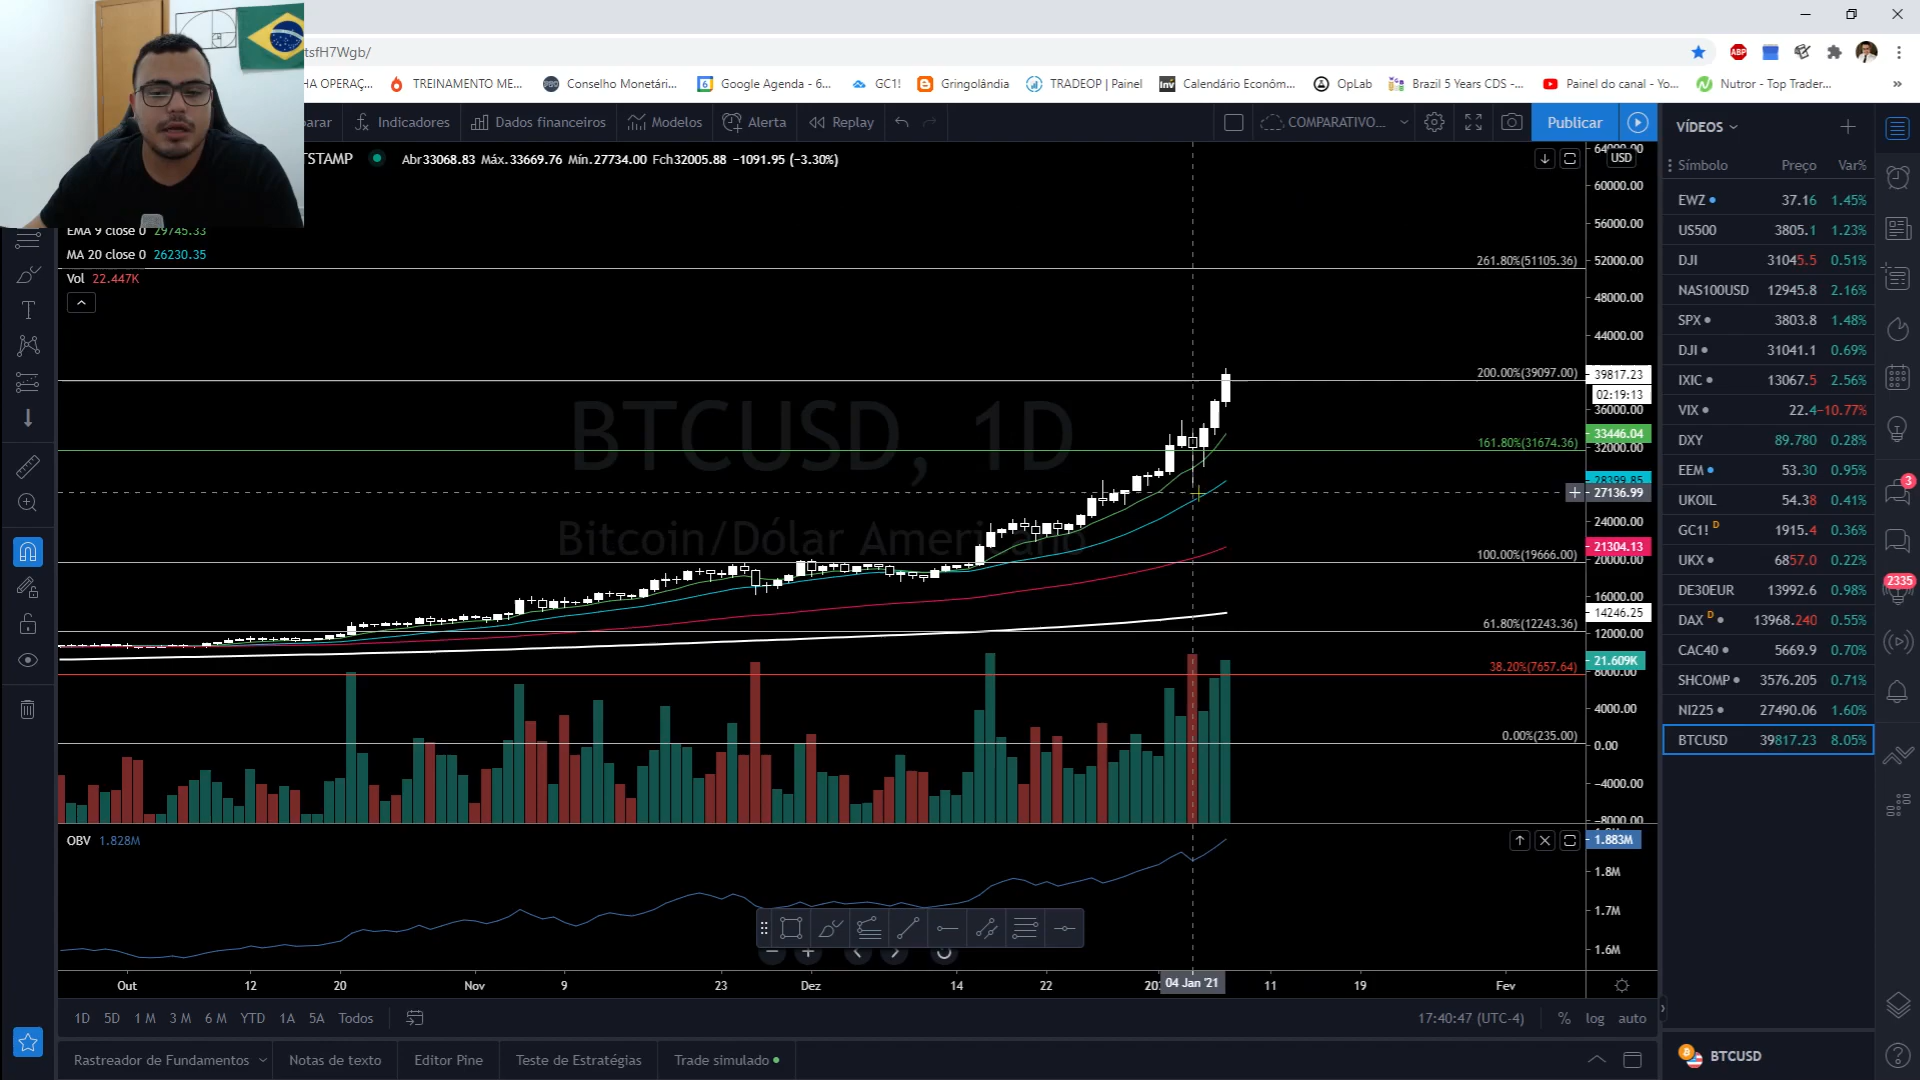 tsfH7Wgb/
HA OPERAÇ...
TREINAMENTO ME...
Conselho Monetári...
Google Agenda - 6...
GC1!
Gringolândia
TRADEOP | Painel
Calendário Econôm...
OpLab
Brazil 5 Years CDS -...
Painel do canal - Yo...
Nutror - Top Trader...
»
arar
Indicadores
Dados financeiros
Modelos
Alerta
Replay
COMPARATIVO...
Publicar
TSTAMP
Abr33068.83 Máx.33669.76 Mín.27734.00 Fch32005.88 −1091.95 (−3.30%)
EMA 9 close 0 29745.33
MA 20 close 0 26230.35
Vol 22.447K
BTCUSD, 1D
Bitcoin/Dólar Americano
261.80%(51105.36)
200.00%(39097.00)
161.80%(31674.36)
100.00%(19666.00)
61.80%(12243.36)
38.20%(7657.64)
0.00%(235.00)
64000.00
USD
60000.00
56000.00
52000.00
48000.00
44000.00
39817.23
02:19:13
36000.00
33446.04
32000.00
28399.85
27136.99
24000.00
21304.13
20000.00
16000.00
14246.25
12000.00
21.609K
8000.00
4000.00
0.00
−4000.00
−8000.00
OBV 1.828M
1.883M
1.8M
1.7M
1.6M
Out
12
20
Nov
9
23
Dez
14
22
04 Jan '21
11
19
Fev
1D 5D 1 M 3 M 6 M YTD 1A 5A Todos
17:40:47 (UTC-4)
% log auto
Rastreador de Fundamentos
Notas de texto
Editor Pine
Teste de Estratégias
Trade simulado
VÍDEOS
Símbolo Preço Var%
EWZ 37.16 1.45%
US500 3805.1 1.23%
DJI 31045.5 0.51%
NAS100USD 12945.8 2.16%
SPX 3803.8 1.48%
DJI 31041.1 0.69%
IXIC 13067.5 2.56%
VIX 22.4 −10.77%
DXY 89.780 0.28%
EEM 53.30 0.95%
UKOIL 54.38 0.41%
GC1! D 1915.4 0.36%
UKX 6857.0 0.22%
DE30EUR 13992.6 0.98%
DAX D 13968.240 0.55%
CAC40 5669.9 0.70%
SHCOMP 3576.205 0.71%
NI225 27490.06 1.60%
BTCUSD 39817.23 8.05%
BTCUSD
3
2335
ABP